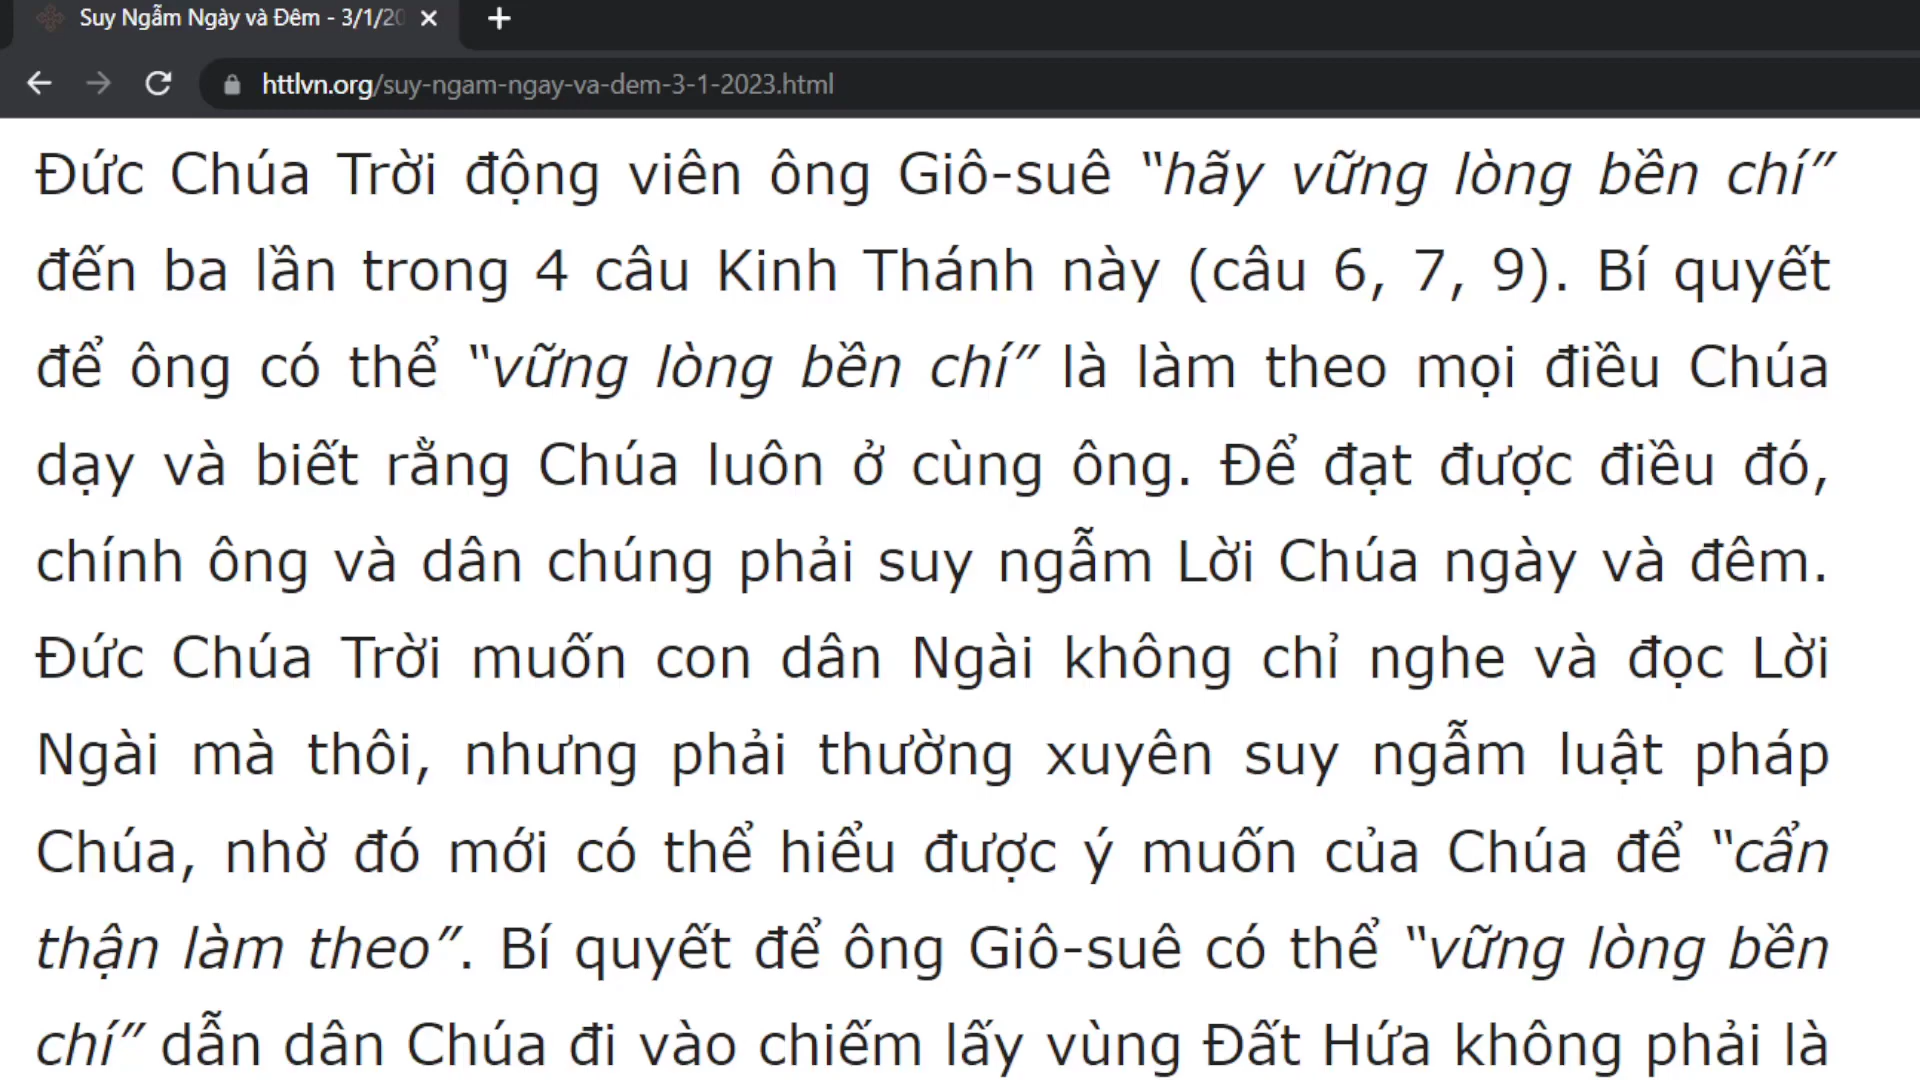 Suy Ngẫm Ngày và Đêm - 3/1/20
httlvn.org/suy-ngam-ngay-va-dem-3-1-2023.html
Đức Chúa Trời động viên ông Giô-suê “hãy vững lòng bền chí”
đến ba lần trong 4 câu Kinh Thánh này (câu 6, 7, 9). Bí quyết
để ông có thể “vững lòng bền chí” là làm theo mọi điều Chúa
dạy và biết rằng Chúa luôn ở cùng ông. Để đạt được điều đó,
chính ông và dân chúng phải suy ngẫm Lời Chúa ngày và đêm.
Đức Chúa Trời muốn con dân Ngài không chỉ nghe và đọc Lời
Ngài mà thôi, nhưng phải thường xuyên suy ngẫm luật pháp
Chúa, nhờ đó mới có thể hiểu được ý muốn của Chúa để “cẩn
thận làm theo”. Bí quyết để ông Giô-suê có thể “vững lòng bền
chí” dẫn dân Chúa đi vào chiếm lấy vùng Đất Hứa không phải là